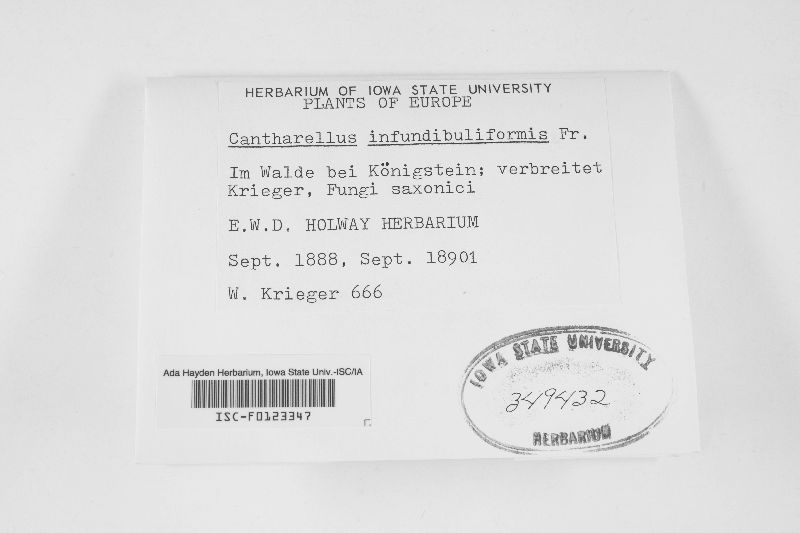 HERBARIUM OF IOWA STATE UNIVERSITY
PLANTS OF EUROPE
Cantharellus infundibuliformis Fr.
Im Walde bei Königstein; verbreitet
Krieger, Fungi saxonici
E.W.D. HOLWAY HERBARIUM
Sept. 1888, Sept. 18901
W. Krieger 666
Ada Hayden Herbarium, Iowa State Univ.-ISC/IA
ISC-F0123347
IOWA STATE UNIVERSITY
349432
HERBARIUM